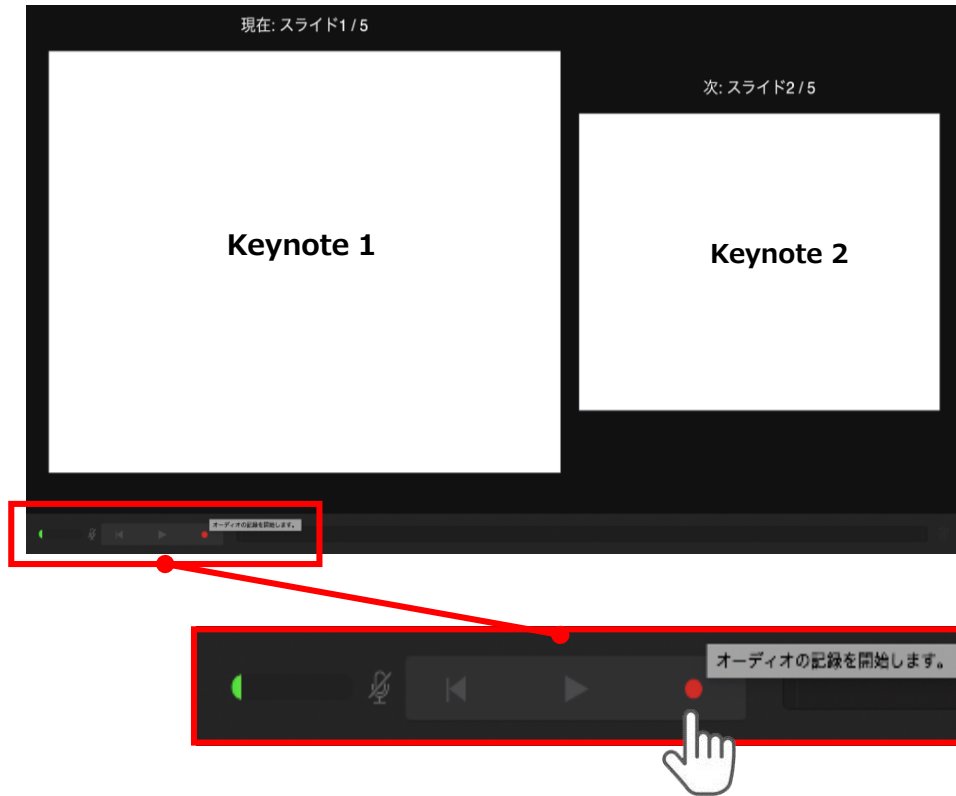 現在: スライド1 / 5
次: スライド2 / 5
Keynote 1
Keynote 2
オーディオの記録を開始します。
オーディオの記録を開始します。